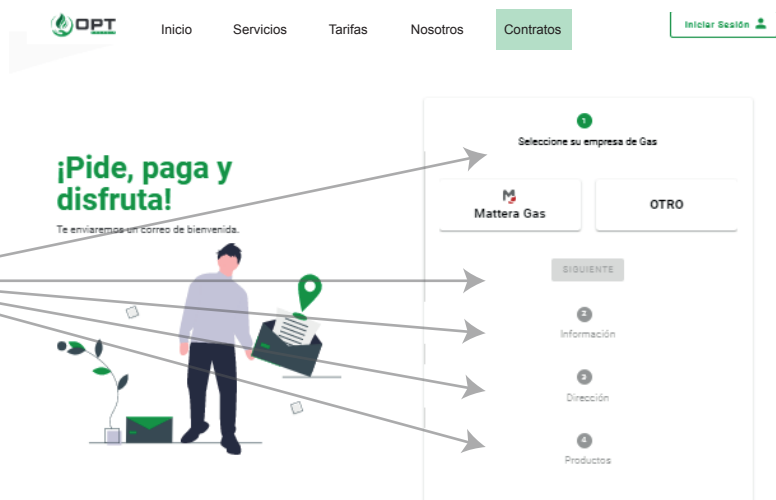 OPT
Inicio
Servicios
Tarifas
Nosotros
Contratos
Iniciar Sesión
¡Pide, paga y
disfruta!
Te enviaremos un correo de bienvenida.
1
Seleccione su empresa de Gas
Mattera Gas
OTRO
SIGUIENTE
2
Información
3
Dirección
4
Productos